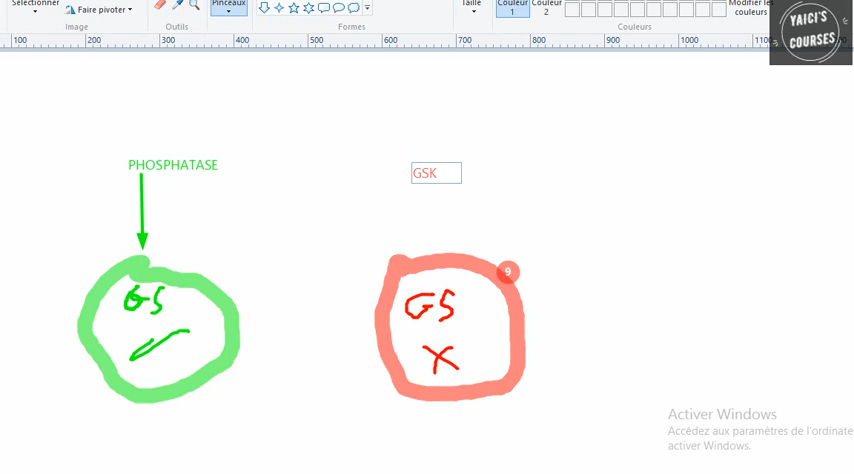 Sélectionner
Faire pivoter
Pinceaux
Taille
Couleur
1
Couleur
2
Modifier les
couleurs
Image
Outils
Formes
Couleurs
100
200
300
400
500
600
700
800
900
1000
1100
YAICI'S
COURSES
PHOSPHATASE
GSK
9
GS
GS
X
Activer Windows
Accédez aux paramètres de l'ordinate
activer Windows.